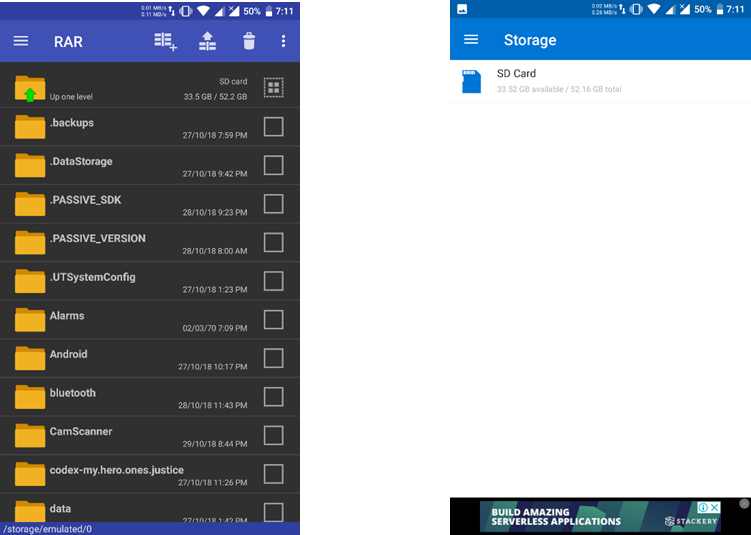 0.01 MB/s
0.11 MB/s
50%
7:11
RAR
SD card
Up one level
33.5 GB / 52.2 GB
.backups
27/10/18 7:59 PM
.DataStorage
27/10/18 9:42 PM
.PASSIVE_SDK
28/10/18 9:23 PM
.PASSIVE_VERSION
28/10/18 8:00 AM
.UTSystemConfig
27/10/18 1:23 PM
Alarms
02/03/70 7:09 PM
Android
27/10/18 10:17 PM
bluetooth
28/10/18 11:43 PM
CamScanner
29/10/18 8:44 PM
codex-my.hero.ones.justice
27/10/18 11:26 PM
data
27/10/18 1:42 PM
/storage/emulated/0
0.02 MB/s
0.26 MB/s
50%
7:11
Storage
SD Card
33.52 GB available / 52.16 GB total
BUILD AMAZING
SERVERLESS APPLICATIONS
STACKERY